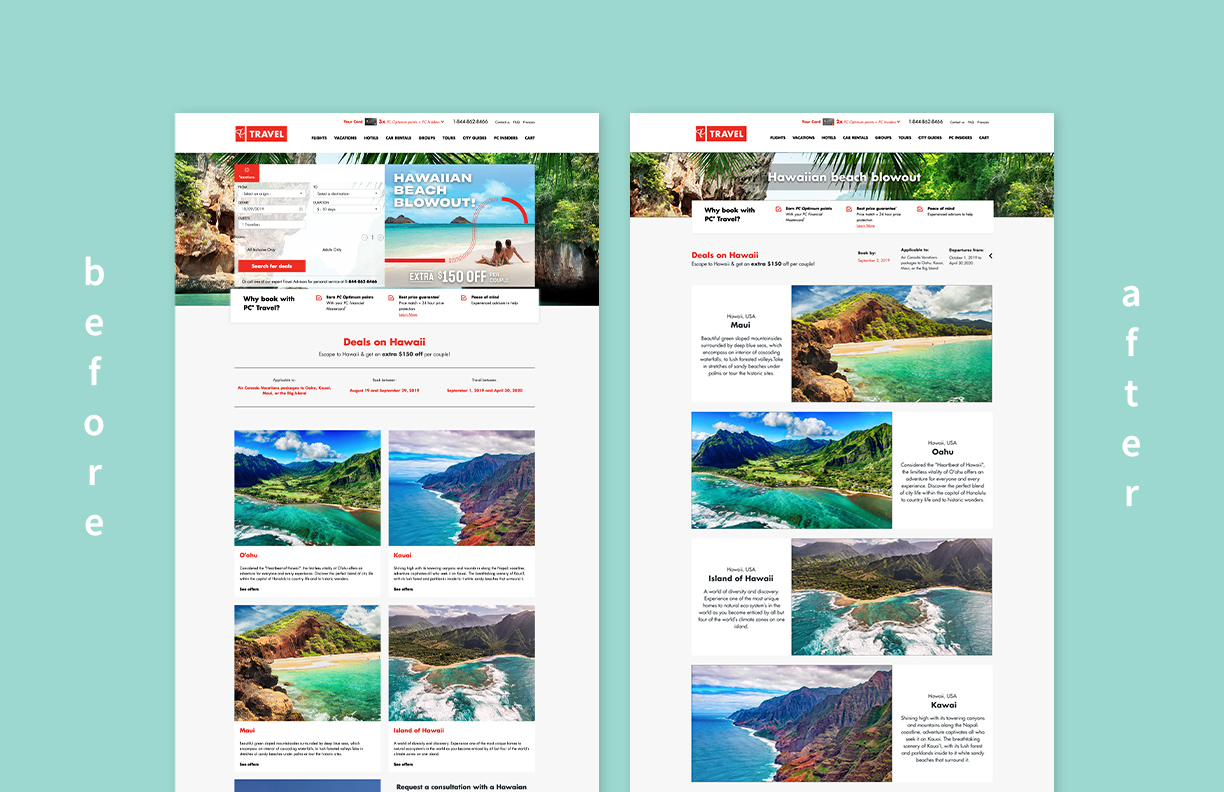 before
Your Card 3x PC Optimum points + PC Insiders 1-844-862-8466 Contact us FAQ Français
TRAVEL
FLIGHTS VACATIONS HOTELS CAR RENTALS GROUPS TOURS CITY GUIDES PC INSIDERS CART
Vacations
FROM TO
Select an origin Select a destination
DURATION
18/09/2019 5 - 10 days
GUESTS
1 Travellers
1
All Inclusive Only Adults Only
Search for deals
Or call one of our expert Travel Advisors for personal service at 1-844-862-8466
HAWAIIAN
BEACH
BLOWOUT!
EXTRA $150 OFF PER COUPLE
Why book with
PC® Travel?
Earn PC Optimum points
With your PC Financial
Mastercard®
Best price guarantee†
Price match + 24 hour price
protection
Learn More
Peace of mind
Experienced advisors to help
Deals on Hawaii
Escape to Hawaii & get an extra $150 off per couple!
Applicable to:
Air Canada Vacations packages to Oahu, Kauai,
Maui, or the Big Island
Book between:
August 19 and September 29, 2019
Travel between:
September 1, 2019 and April 30, 2020
O'ahu
Considered the "Heartbeat of Hawaii", the limitless vitality of O'ahu offers an
adventure for everyone and every experience. Discover the perfect blend of city life
within the capital of Honolulu to country life and to historic wonders.
See offers
Kauai
Shining high with its towering canyons and mountains along the Napali coastline,
adventure captivates all who seek it on Kauai. The breathtaking scenery of Kaua'i,
with its lush forest and parklands inside to it white sandy beaches that surround it.
See offers
Maui
Beautiful green sloped mountainsides surrounded by deep blue seas, which
encompass an interior of cascading waterfalls, to lush forested valleys.Take in
stretches of sandy beaches under palms or tour the historic sites.
See offers
Island of Hawaii
A world of diversity and discovery. Experience one of the most unique homes to
natural ecosystem's in the world as you become enticed by all but four of the world's
climate zones on one island.
See offers
Request a consultation with a Hawaiian
Your Card 2x PC Optimum points + PC Insiders 1-844-862-8466 Contact us FAQ Français
TRAVEL
FLIGHTS VACATIONS HOTELS CAR RENTALS GROUPS TOURS CITY GUIDES PC INSIDERS CART
Hawaiian beach blowout
Why book with
PC® Travel?
Earn PC Optimum points
With your PC Financial
Mastercard®
Best price guarantee†
Price match + 24 hour price
protection
Learn More
Peace of mind
Experienced advisors to help
Deals on Hawaii
Escape to Hawaii & get an extra $150 off per couple!
Book by:
September 2, 2019
Applicable to:
Air Canada Vacations
packages to Oahu, Kauai,
Maui, or the Big Island
Departures from:
October 1, 2019 to
April 30, 2020
Hawaii, USA
Maui
Beautiful green sloped mountainsides
surrounded by deep blue seas, which
encompass an interior of cascading
waterfalls, to lush forested valleys.Take
in stretches of sandy beaches under
palms or tour the historic sites.
Hawaii, USA
Oahu
Considered the "Heartbeat of Hawaii",
the limitless vitality of O'ahu offers an
adventure for everyone and every
experience. Discover the perfect blend
of city life within the capital of Honolulu
to country life and to historic wonders.
Hawaii, USA
Island of Hawaii
A world of diversity and discovery.
Experience one of the most unique
homes to natural ecosystem's in the
world as you become enticed by all but
four of the world's climate zones on one
island.
Hawaii, USA
Kawai
Shining high with its towering canyons
and mountains along the Napali
coastline, adventure captivates all who
seek it on Kauai. The breathtaking
scenery of Kaua'i, with its lush forest
and parklands inside to it white sandy
beaches that surround it.
after